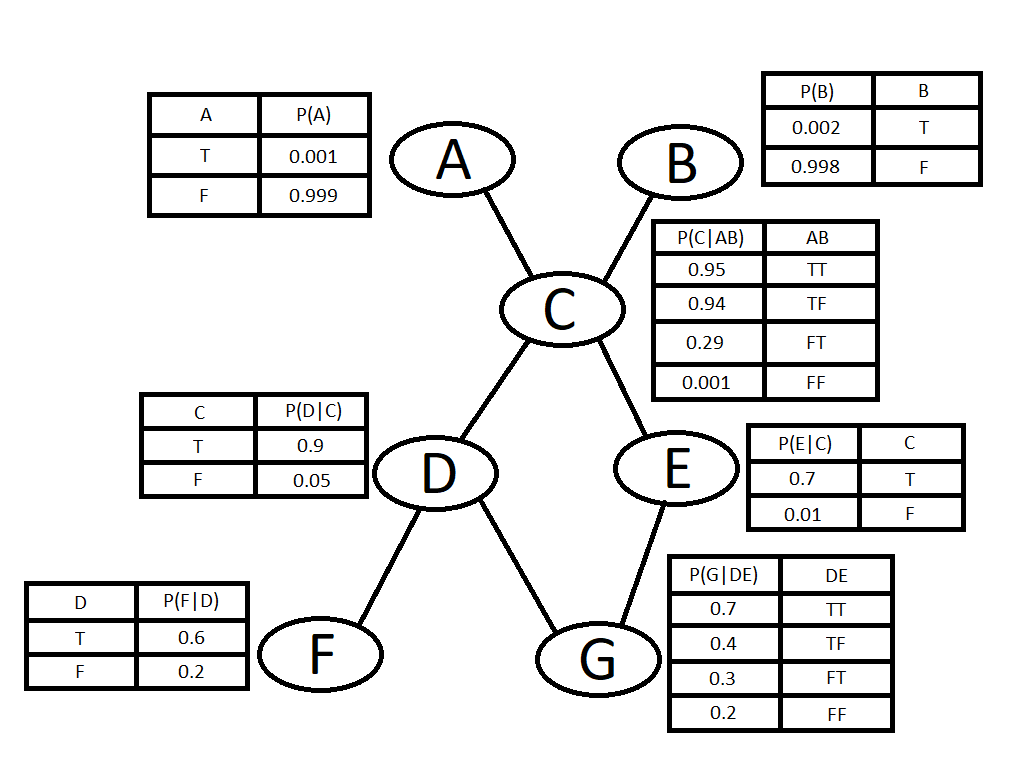 A P(A)
T 0.001
F 0.999
A
B
P(B) B
0.002 T
0.998 F
P(C|AB) AB
0.95 TT
0.94 TF
0.29 FT
0.001 FF
C
C P(D|C)
T 0.9
F 0.05
D
E
P(E|C) C
0.7 T
0.01 F
D P(F|D)
T 0.6
F 0.2
F
G
P(G|DE) DE
0.7 TT
0.4 TF
0.3 FT
0.2 FF